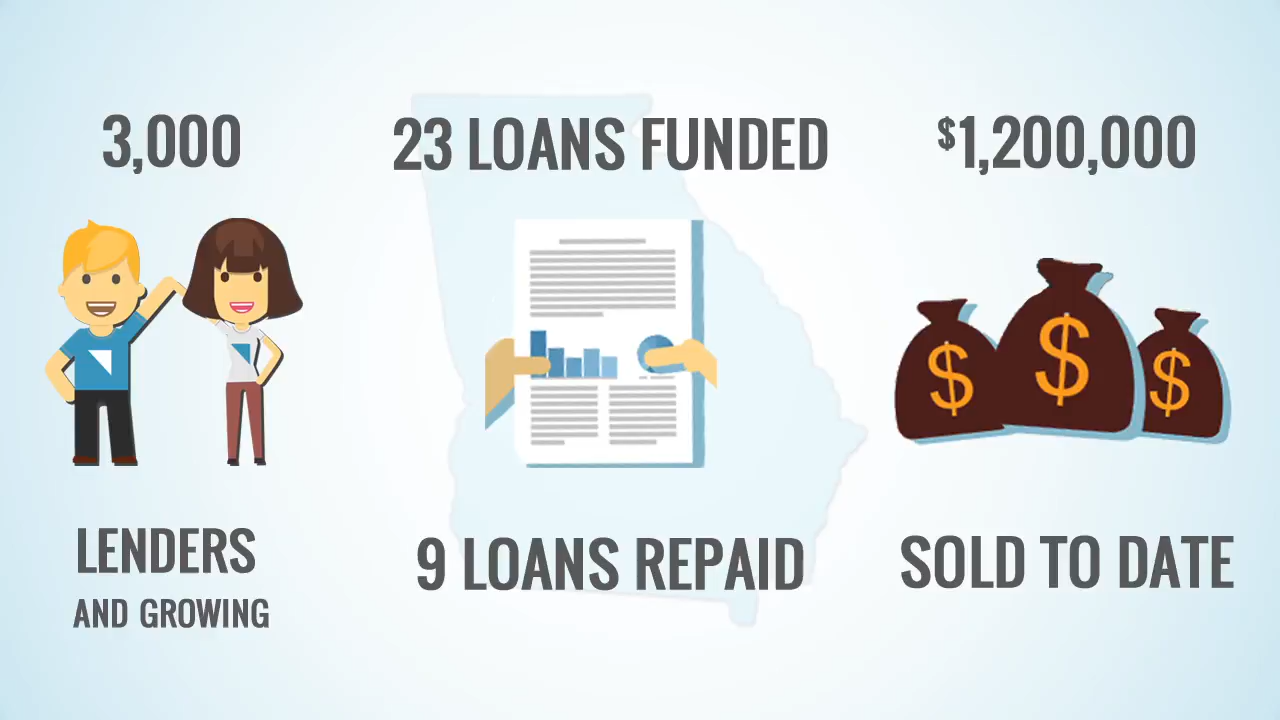 3,000
LENDERS
AND GROWING
23 LOANS FUNDED
9 LOANS REPAID
$1,200,000
SOLD TO DATE